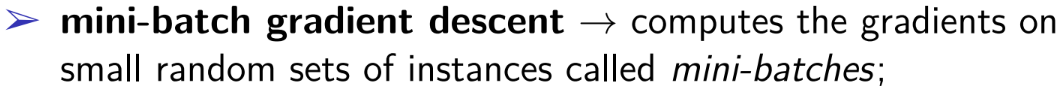 ➢ mini-batch gradient descent → computes the gradients on
small random sets of instances called mini-batches;